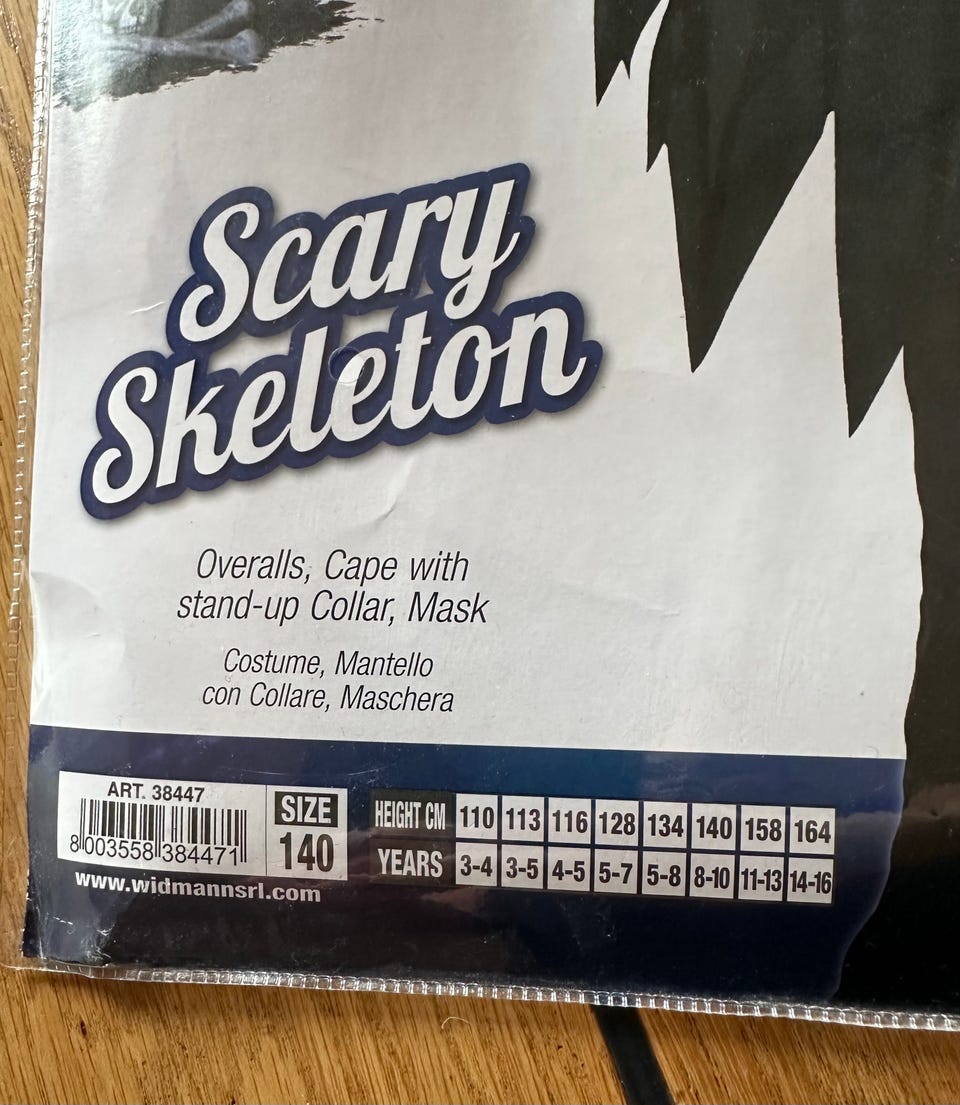 Scary
Skeleton
Overalls, Cape with
stand-up Collar, Mask
Costume, Mantello
con Collare, Maschera
ART. 38447
8 003558 384471
www.widmannsrl.com
SIZE
140
HEIGHT CM 110 113 116 128 134 140 158 164
YEARS 3-4 3-5 4-5 5-7 5-8 8-10 11-13 14-16